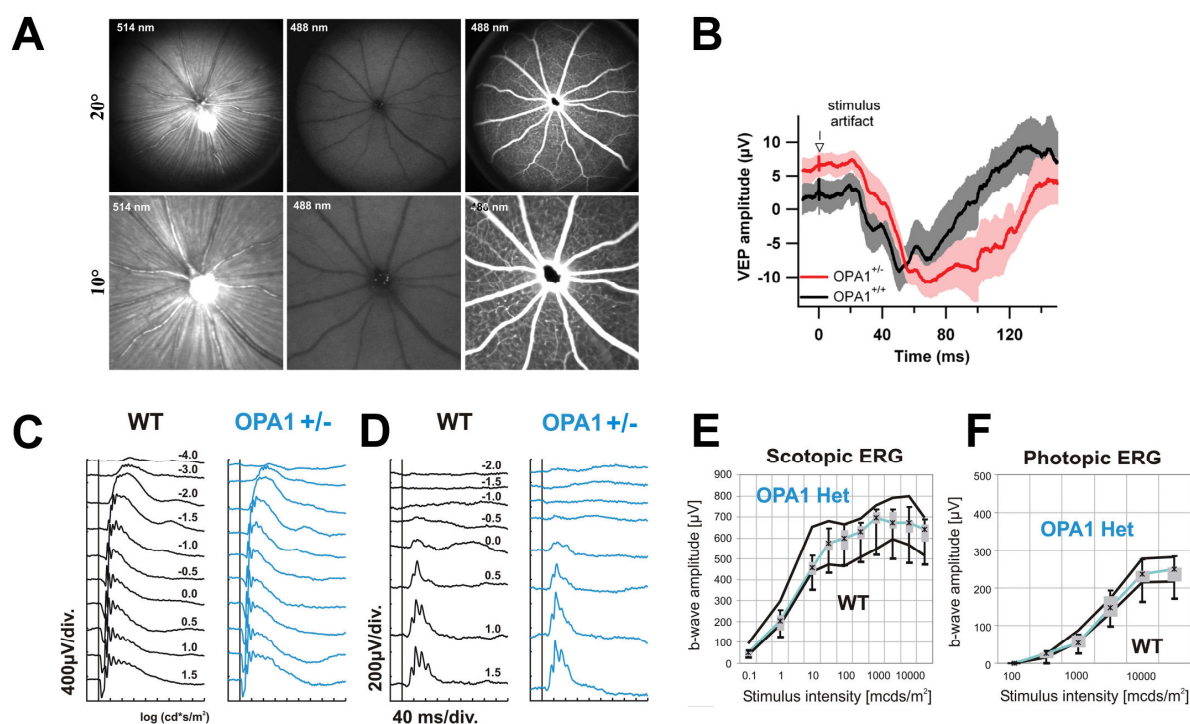 A
514 nm
488 nm
488 nm
20°
514 nm
488 nm
488 nm
10°
B
stimulus
artifact
VEP amplitude (µV)
10
5
0
-5
-10
OPA1+/-
OPA1+/+
0
40
80
120
Time (ms)
C
WT
OPA1 +/-
-4.0
-3.0
-2.0
-1.5
-1.0
-0.5
0.0
0.5
1.0
1.5
400µV/div.
log (cd*s/m²)
D
WT
OPA1 +/-
-2.0
-1.5
-1.0
-0.5
0.0
0.5
1.0
1.5
200µV/div.
40 ms/div.
E
Scotopic ERG
OPA1 Het
WT
b-wave amplitude [µV]
900
800
700
600
500
400
300
200
100
0
0.1
1
10
100
1000
10000
Stimulus intensity [mcds/m²]
F
Photopic ERG
OPA1 Het
WT
b-wave amplitude [µV]
500
400
300
200
100
0
100
1000
10000
Stimulus intensity [mcds/m²]